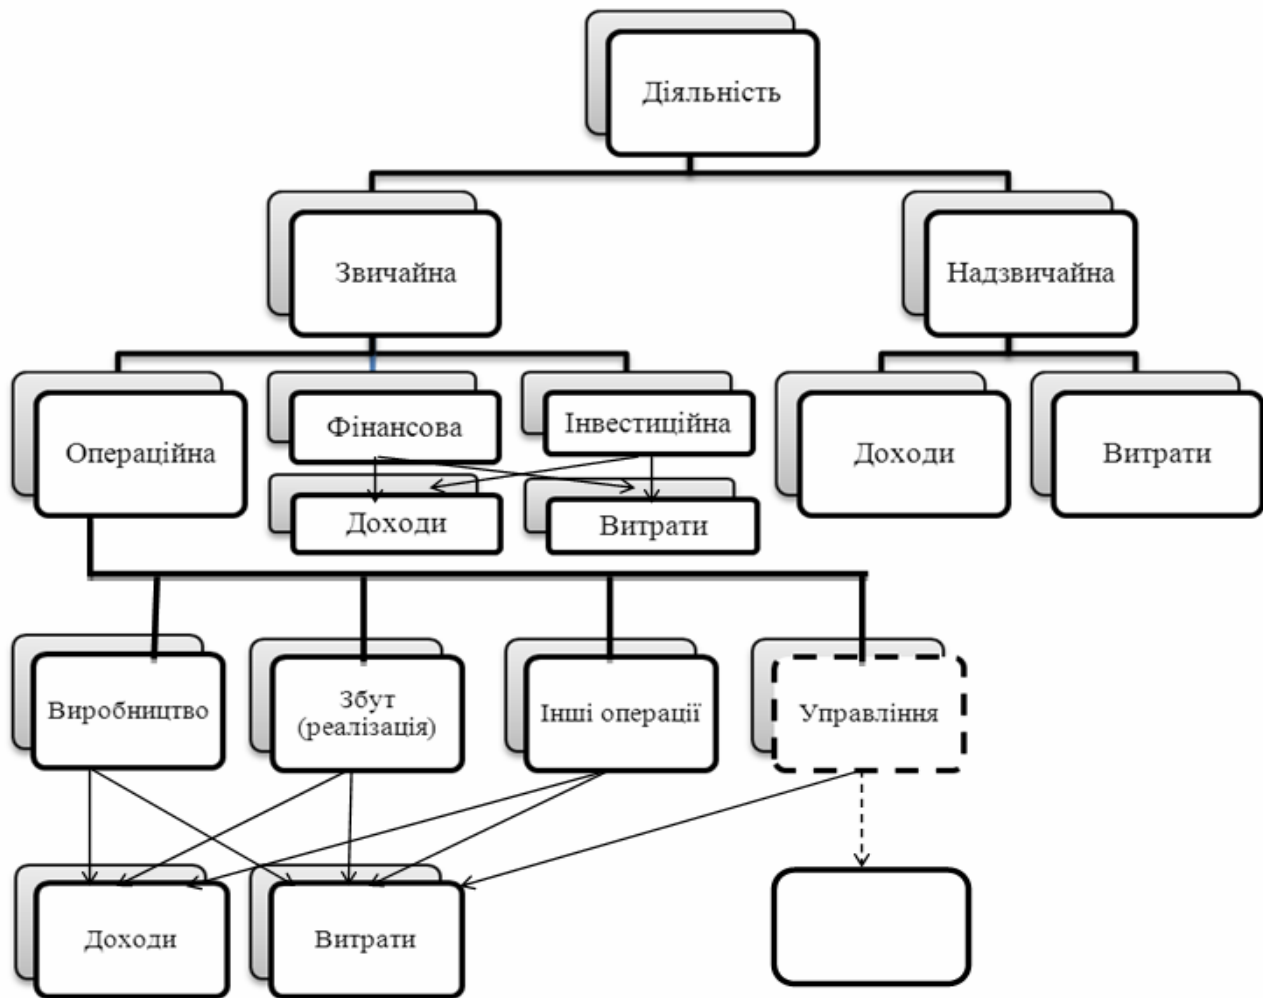 Діяльність
Звичайна
Надзвичайна
Операційна
Фінансова
Інвестиційна
Доходи
Витрати
Доходи
Витрати
Виробництво
Збут
(реалізація)
Інші операції
Управління
Доходи
Витрати